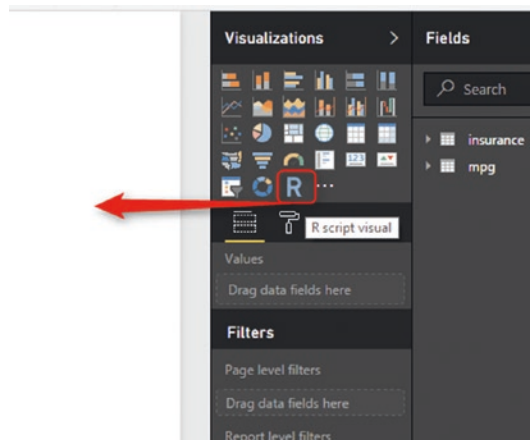 Visualizations >
Fields
Search
insurance
mpg
123
R
...
R script visual
Values
Drag data fields here
Filters
Page level filters
Drag data fields here
Report level filters